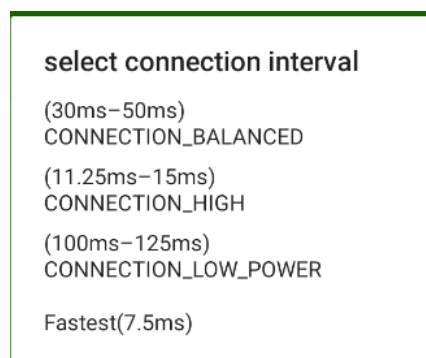 select connection interval
(30ms–50ms)
CONNECTION_BALANCED
(11.25ms–15ms)
CONNECTION_HIGH
(100ms–125ms)
CONNECTION_LOW_POWER
Fastest(7.5ms)